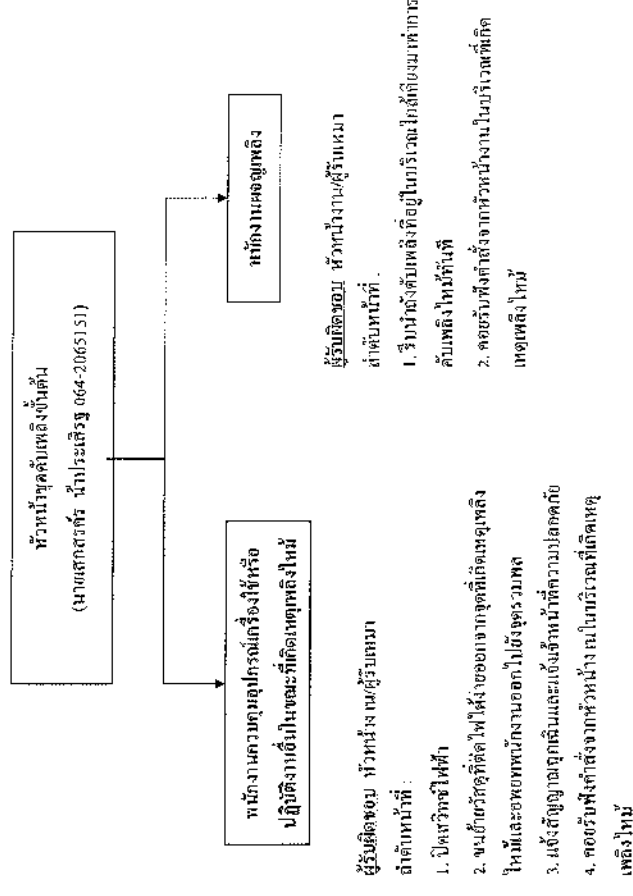 หัวหน้าชุดดับเพลิงขั้นต้น
(นายเสกสรศร น้าประเสริฐ 064-2065151)
พนักงานควบคุมอุปกรณ์เครื่องใช้หรือ
ปฏิบัติงานอื่นในขณะที่เกิดเหตุเพลิงไหม้
พนักงานผจญเพลิง
ผู้รับผิดชอบ หัวหน้างาน/ผู้รับเหมา
ลำดับหน้าที่ :
1. ปิดสวิทซ์ไฟฟ้า
2. ขนย้ายวัสดุที่ติดไฟได้ง่ายออกจากจุดที่เกิดเหตุเพลิง
ไหม้และอพยพพนักงานออกไปยังจุดรวมพล
3. แจ้งสัญญาณฉุกเฉินและแจ้งเจ้าหน้าที่ความปลอดภัย
4. คอยรับฟังคำสั่งจากหัวหน้างานในบริเวณที่เกิดเหตุ
เพลิงไหม้
ผู้รับผิดชอบ หัวหน้างาน/ผู้รับเหมา
ลำดับหน้าที่ :
1. รีบนำถังดับเพลิงที่อยู่ในบริเวณใกล้เคียงมาทำการ
ดับเพลิงไหม้ทันที
2. คอยรับฟังคำสั่งจากหัวหน้างานในบริเวณที่เกิด
เหตุเพลิงไหม้